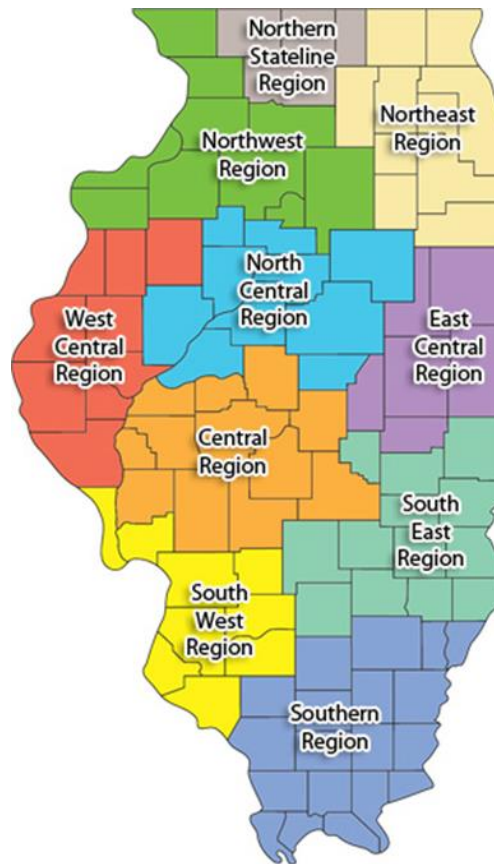 Northern
Stateline
Region
Northeast
Region
Northwest
Region
North
Central
Region
West
Central
Region
East
Central
Region
Central
Region
South
East
Region
South
West
Region
Southern
Region